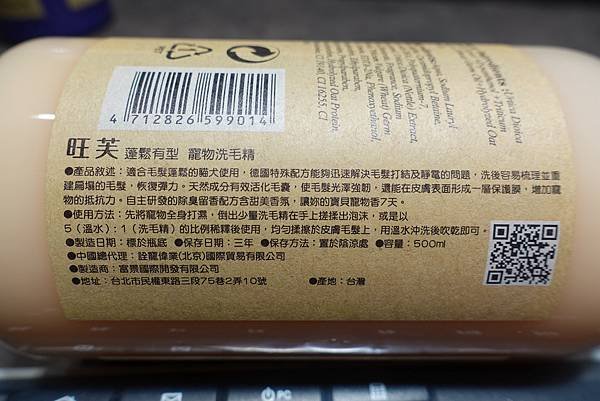 4712826599014
旺芙 蓬鬆有型 寵物洗毛精
●產品敘述：適合毛髮蓬鬆的貓犬使用，德國特殊配方能夠迅速解決毛髮打結及靜電的問題，洗後容易梳理並重
建扁塌的毛髮，恢復彈力。天然成分有效活化毛囊，使毛髮光澤強韌，還能在皮膚表面形成一層保護膜，增加寵
物的抵抗力。自主研發的除臭留香配方含甜美香氛，讓妳的寶貝寵物香7天。
●使用方法：先將寵物全身打濕，倒出少量洗毛精在手上搓揉出泡沫，或是以
5（溫水）：1（洗毛精）的比例稀釋後使用，均勻揉擦於皮膚毛髮上，用溫水沖洗後吹乾即可。
●製造日期：標於瓶底 ●保存日期：三年 ●保存方法：置於陰涼處 ●容量：500ml
●中國總代理：詮寵偉業(北京)國際貿易有限公司
●製造商：富景國際開發有限公司
●地址：台北市民權東路三段75巷2弄10號 ●產地：台灣